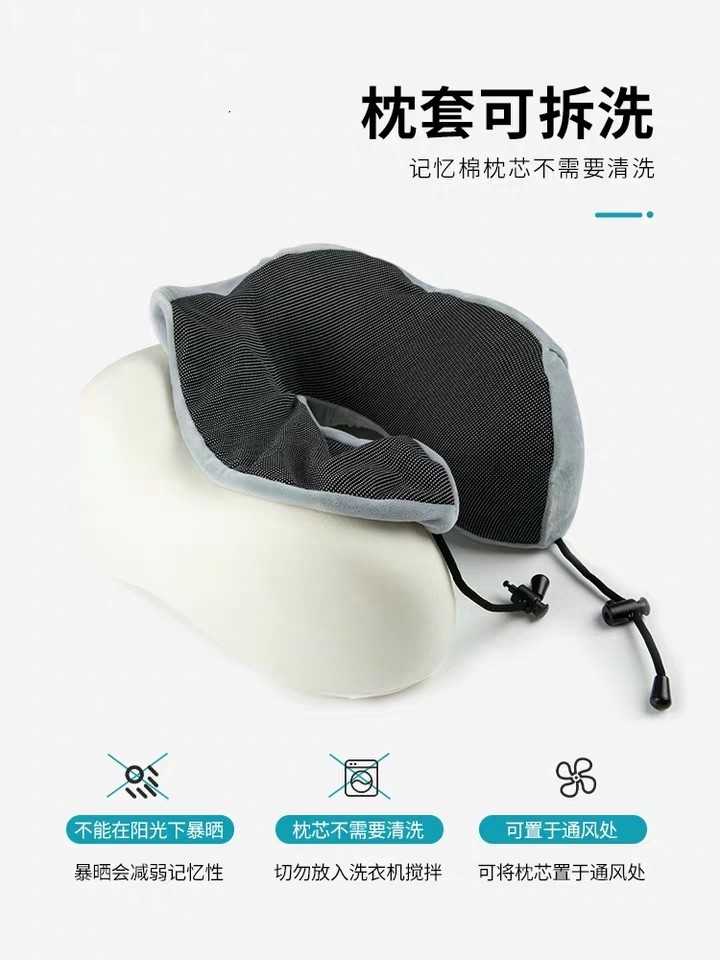 枕套可拆洗
记忆棉枕芯不需要清洗
不能在阳光下暴晒
枕芯不需要清洗
可置于通风处
暴晒会减弱记忆性
切勿放入洗衣机搅拌
可将枕芯置于通风处